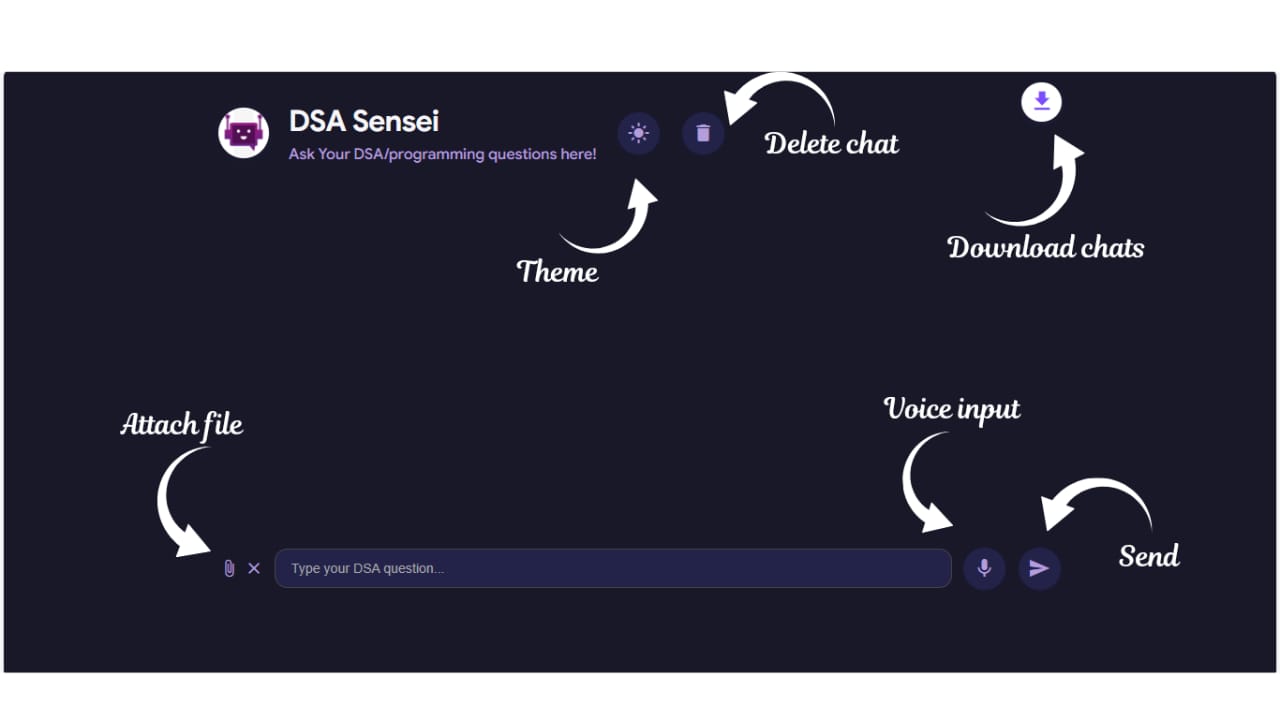 DSA Sensei
Ask Your DSA/programming questions here!
Delete chat
Download chats
Theme
Attach file
Voice input
Type your DSA question...
Send